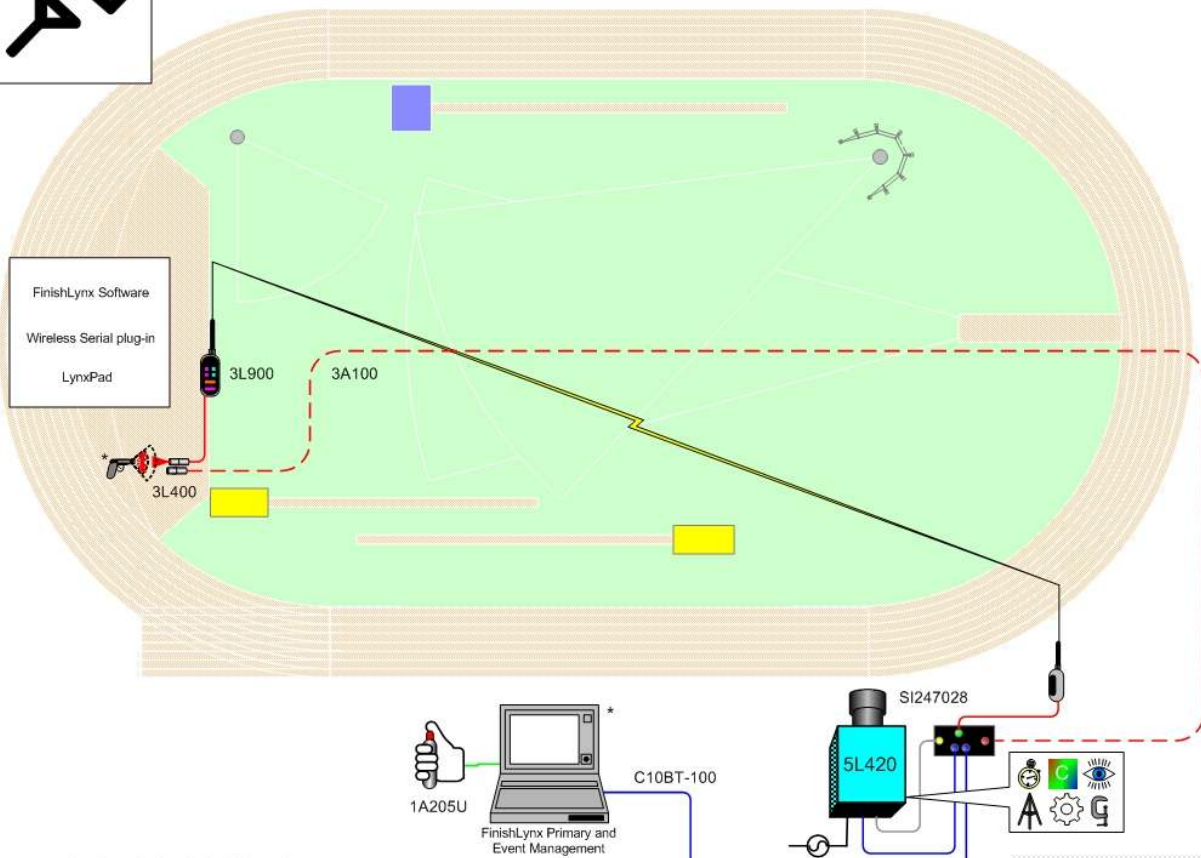 FinishLynx Software
Wireless Serial plug-in
LynxPad
3L900
3A100
*
3L400
SI247028
*
5L420
C
C10BT-100
1A205U
FinishLynx Primary and
Event Management